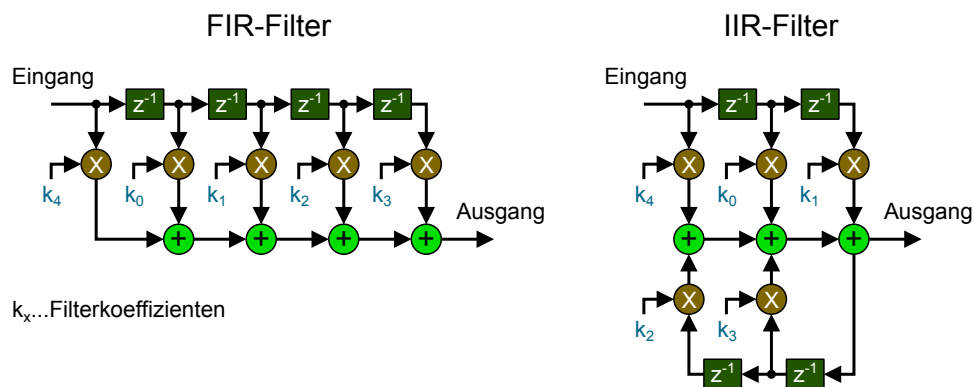 FIR-Filter
Eingang
z⁻¹ z⁻¹ z⁻¹ z⁻¹
X X X X X
k₄ k₀ k₁ k₂ k₃
Ausgang
+ + + +
kₓ...Filterkoeffizienten
IIR-Filter
Eingang
z⁻¹ z⁻¹
X X X
k₄ k₀ k₁
Ausgang
+ + +
X X
k₂ k₃
z⁻¹ z⁻¹